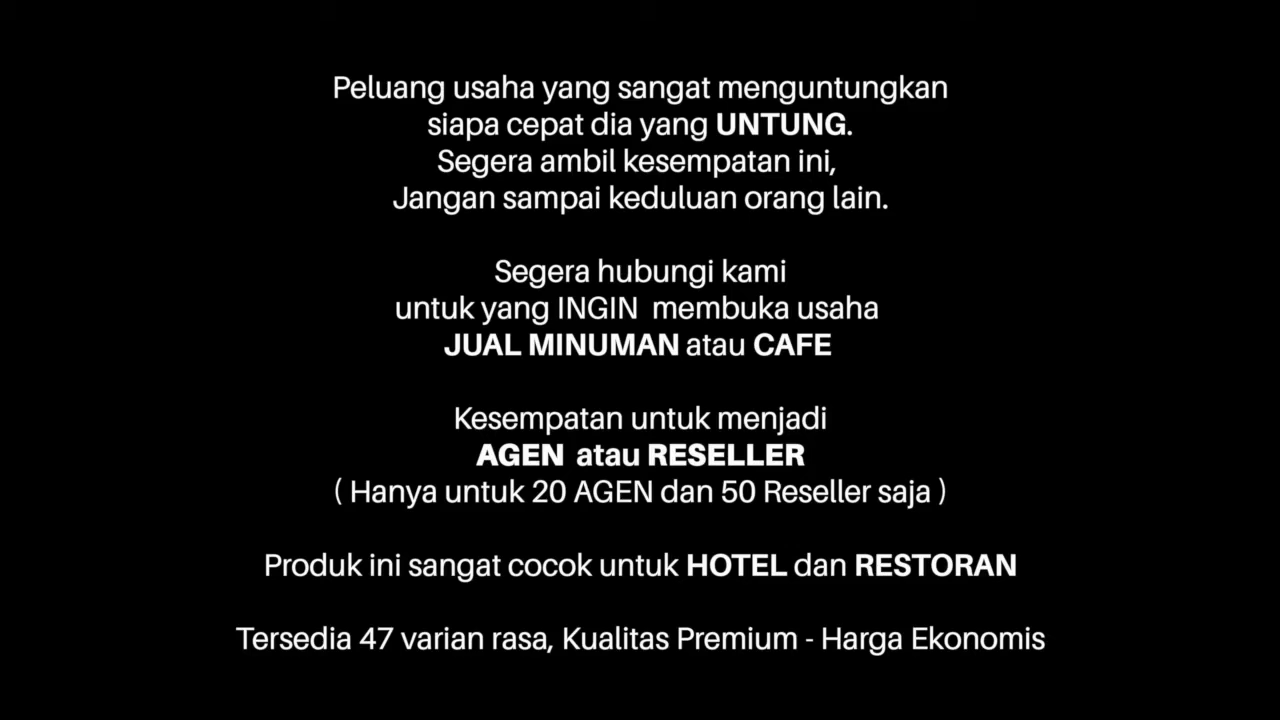 Peluang usaha yang sangat menguntungkan
siapa cepat dia yang UNTUNG.
Segera ambil kesempatan ini,
Jangan sampai keduluan orang lain.
Segera hubungi kami
untuk yang INGIN membuka usaha
JUAL MINUMAN atau CAFE
Kesempatan untuk menjadi
AGEN atau RESELLER
( Hanya untuk 20 AGEN dan 50 Reseller saja )
Produk ini sangat cocok untuk HOTEL dan RESTORAN
Tersedia 47 varian rasa, Kualitas Premium - Harga Ekonomis